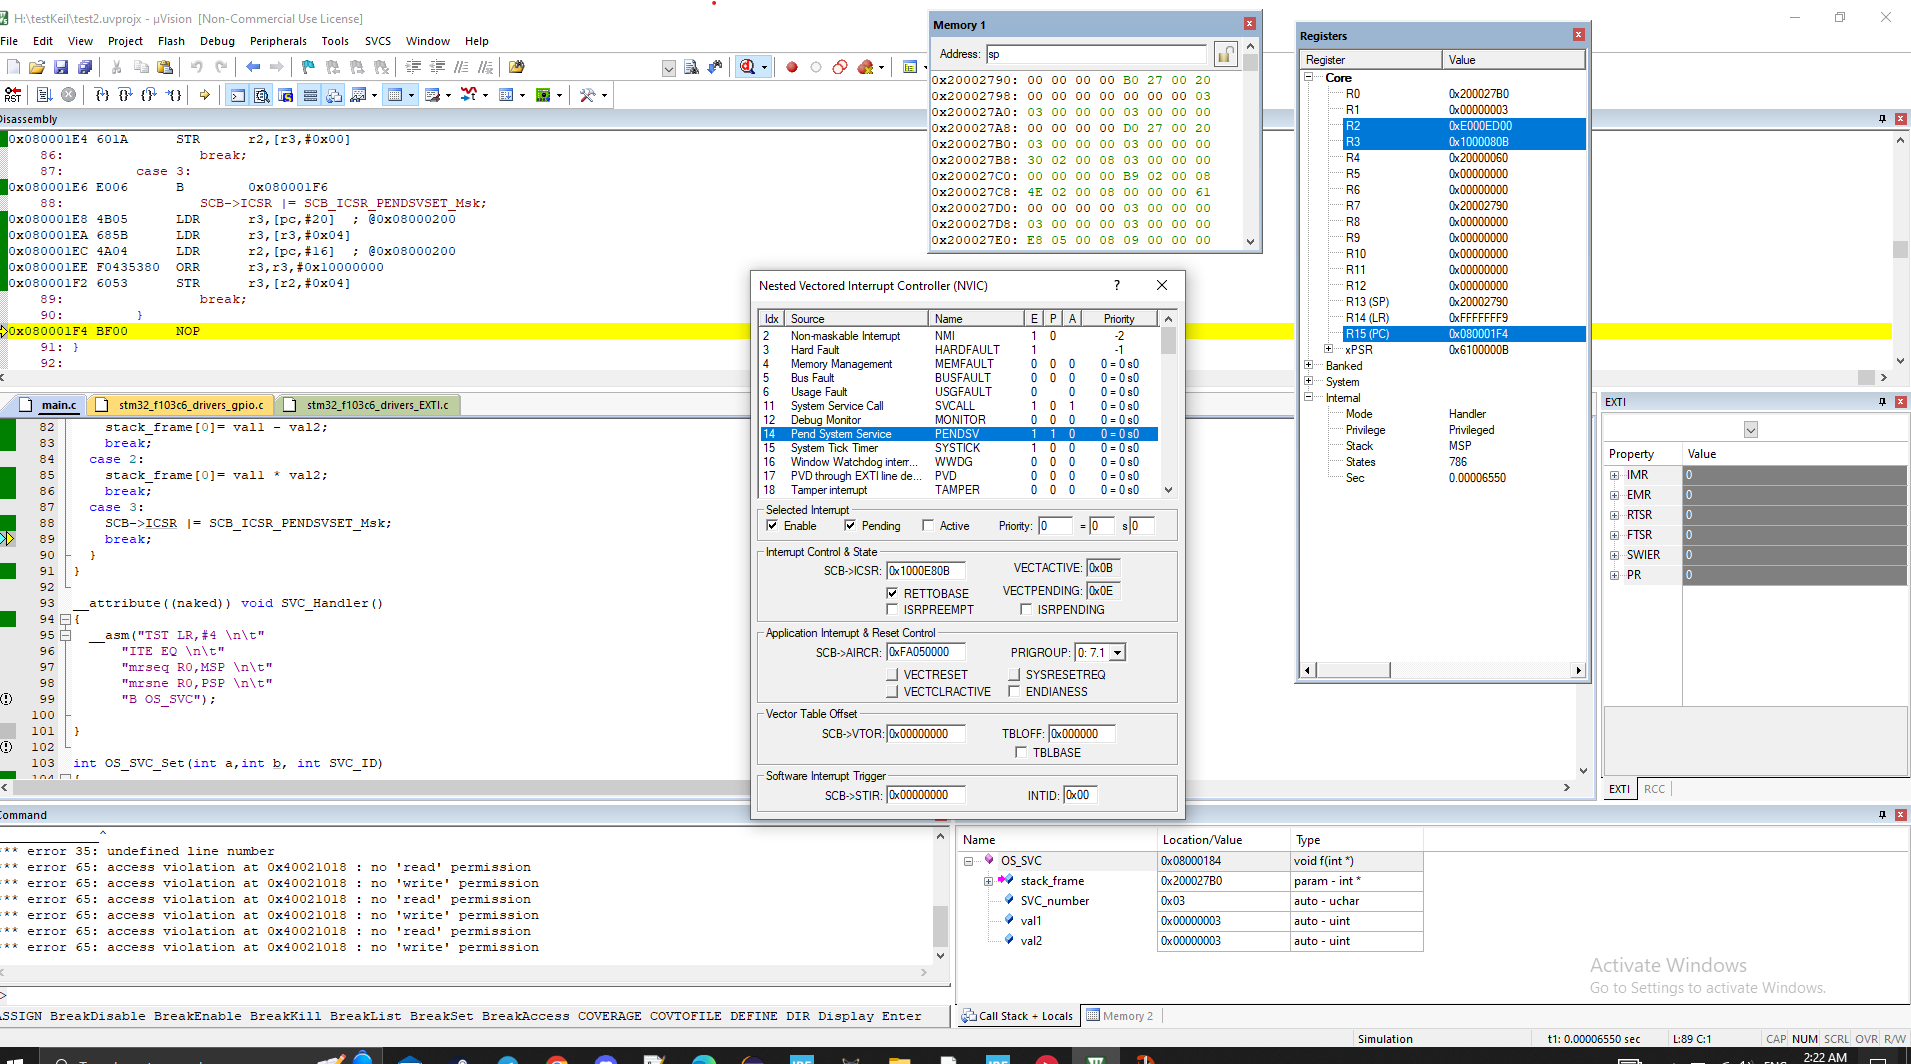 H:\testKeil\test2.uvprojx - µVision [Non-Commercial Use License]
File Edit View Project Flash Debug Peripherals Tools SVCS Window Help
Disassembly
0x080001E4 601A STR r2,[r3,#0x00]
86: break;
87: case 3:
0x080001E6 E006 B 0x080001F6
88: SCB->ICSR |= SCB_ICSR_PENDSVSET_Msk;
0x080001E8 4B05 LDR r3,[pc,#20] ; @0x08000200
0x080001EA 685B LDR r3,[r3,#0x04]
0x080001EC 4A04 LDR r2,[pc,#16] ; @0x08000200
0x080001EE F0435380 ORR r3,r3,#0x10000000
0x080001F2 6053 STR r3,[r2,#0x04]
89: break;
90: }
0x080001F4 BF00 NOP
91: }
92:
main.c stm32_f103c6_drivers_gpio.c stm32_f103c6_drivers_EXTI.c
82 stack_frame[0]= val1 - val2;
83 break;
84 case 2:
85 stack_frame[0]= val1 * val2;
86 break;
87 case 3:
88 SCB->ICSR |= SCB_ICSR_PENDSVSET_Msk;
89 break;
90 }
91 }
92
93 __attribute((naked)) void SVC_Handler()
94 {
95 __asm("TST LR,#4 \n\t"
96 "ITE EQ \n\t"
97 "mrseq R0,MSP \n\t"
98 "mrsne R0,PSP \n\t"
99 "B OS_SVC");
100
101 }
102
103 int OS_SVC_Set(int a,int b, int SVC_ID)
104 {
Command
^
*** error 35: undefined line number
*** error 65: access violation at 0x40021018 : no 'read' permission
*** error 65: access violation at 0x40021018 : no 'write' permission
*** error 65: access violation at 0x40021018 : no 'read' permission
*** error 65: access violation at 0x40021018 : no 'write' permission
*** error 65: access violation at 0x40021018 : no 'read' permission
*** error 65: access violation at 0x40021018 : no 'write' permission
>
ASSIGN BreakDisable BreakEnable BreakKill BreakList BreakSet BreakAccess COVERAGE COVTOFILE DEFINE DIR Display Enter
Memory 1
Address: sp
0x20002790: 00 00 00 00 B0 27 00 20
0x20002798: 00 00 00 00 00 00 00 03
0x200027A0: 03 00 00 00 03 00 00 00
0x200027A8: 00 00 00 00 D0 27 00 20
0x200027B0: 03 00 00 00 03 00 00 00
0x200027B8: 30 02 00 08 03 00 00 00
0x200027C0: 00 00 00 00 B9 02 00 08
0x200027C8: 4E 02 00 08 00 00 00 61
0x200027D0: 00 00 00 00 03 00 00 00
0x200027D8: 03 00 00 00 03 00 00 00
0x200027E0: E8 05 00 08 09 00 00 00
Nested Vectored Interrupt Controller (NVIC) ?
Idx Source Name E P A Priority
2 Non-maskable Interrupt NMI 1 0 -2
3 Hard Fault HARDFAULT 1 -1
4 Memory Management MEMFAULT 0 0 0 0 = 0 s0
5 Bus Fault BUSFAULT 0 0 0 0 = 0 s0
6 Usage Fault USGFAULT 0 0 0 0 = 0 s0
11 System Service Call SVCALL 1 0 1 0 = 0 s0
12 Debug Monitor MONITOR 0 0 0 0 = 0 s0
14 Pend System Service PENDSV 1 1 0 0 = 0 s0
15 System Tick Timer SYSTICK 1 0 0 0 = 0 s0
16 Window Watchdog interr... WWDG 0 0 0 0 = 0 s0
17 PVD through EXTI line de... PVD 0 0 0 0 = 0 s0
18 Tamper interrupt TAMPER 0 0 0 0 = 0 s0
Selected Interrupt
Enable Pending Active Priority: 0 = 0 s 0
Interrupt Control & State
SCB->ICSR: 0x1000E80B VECTACTIVE: 0x0B
RETTOBASE VECTPENDING: 0x0E
ISRPREEMPT ISRPENDING
Application Interrupt & Reset Control
SCB->AIRCR: 0xFA050000 PRIGROUP: 0: 7.1
VECTRESET SYSRESETREQ
VECTCLRACTIVE ENDIANESS
Vector Table Offset
SCB->VTOR: 0x00000000 TBLOFF: 0x000000
TBLBASE
Software Interrupt Trigger
SCB->STIR: 0x00000000 INTID: 0x00
Registers
Register Value
Core
R0 0x200027B0
R1 0x00000003
R2 0xE000ED00
R3 0x1000080B
R4 0x20000060
R5 0x00000000
R6 0x00000000
R7 0x20002790
R8 0x00000000
R9 0x00000000
R10 0x00000000
R11 0x00000000
R12 0x00000000
R13 (SP) 0x20002790
R14 (LR) 0xFFFFFFF9
R15 (PC) 0x080001F4
xPSR 0x6100000B
Banked
System
Internal
Mode Handler
Privilege Privileged
Stack MSP
States 786
Sec 0.00006550
EXTI
Property Value
IMR 0
EMR 0
RTSR 0
FTSR 0
SWIER 0
PR 0
EXTI RCC
Name Location/Value Type
OS_SVC 0x08000184 void f(int *)
stack_frame 0x200027B0 param - int *
SVC_number 0x03 auto - uchar
val1 0x00000003 auto - uint
val2 0x00000003 auto - uint
Call Stack + Locals Memory 2
Activate Windows
Go to Settings to activate Windows.
Simulation t1: 0.00006550 sec L:89 C:1 CAP NUM SCRL OVR R/W
2:22 AM